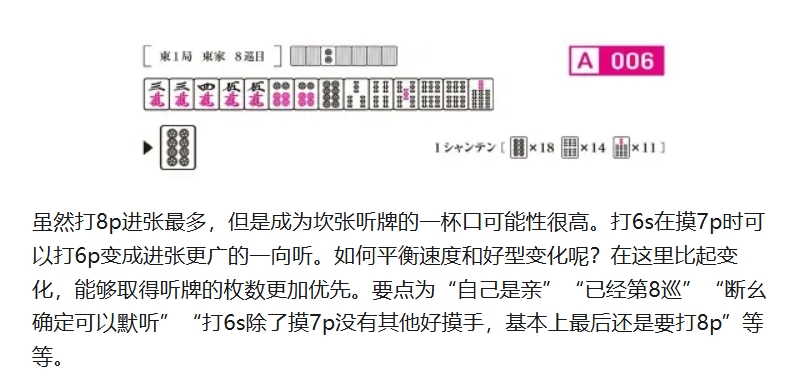 [ 東1局 東家 8巡目 ]
A 006
三萬 三萬 四萬 伍萬 伍萬
1シャンテン [ ×18 ×14 ×11 ]
虽然打8p进张最多，但是成为坎张听牌的一杯口可能性很高。打6s在摸7p时可
以打6p变成进张更广的一向听。如何平衡速度和好型变化呢？在这里比起变
化，能够取得听牌的枚数更加优先。要点为“自己是亲”“已经第8巡”“断幺
确定可以默听”“打6s除了摸7p没有其他好摸手，基本上最后还是要打8p”等
等。